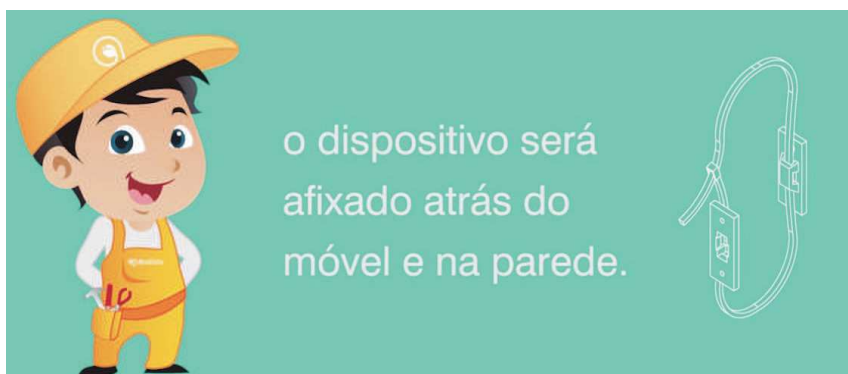 o dispositivo será
afixado atrás do
móvel e na parede.